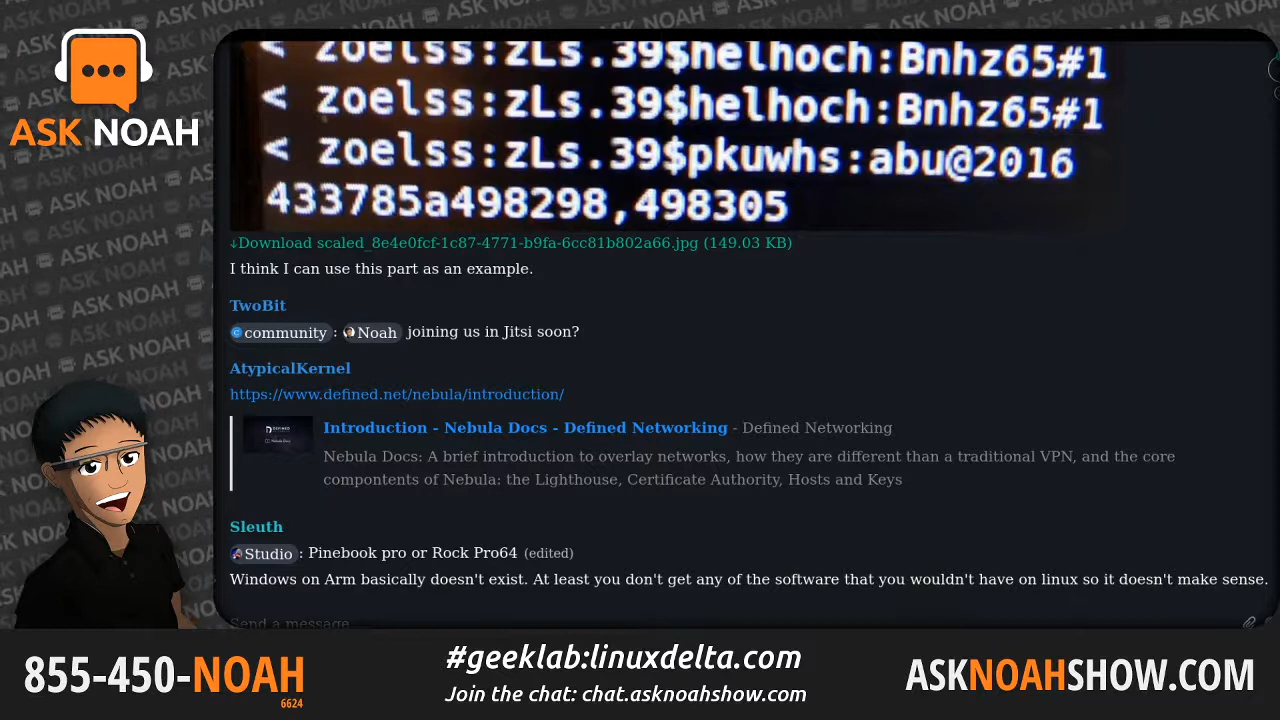 ASK NOAH
< zoelss:zLs.39$helhoch:Bnhz65#1
< zoelss:zLs.39$helhoch:Bnhz65#1
< zoelss:zLs.39$pkuwhs:abu@2016
433785a498298,498305
↓Download scaled_8e4e0fcf-1c87-4771-b9fa-6cc81b802a66.jpg (149.03 KB)
I think I can use this part as an example.
TwoBit
C community : Noah joining us in Jitsi soon?
AtypicalKernel
https://www.defined.net/nebula/introduction/
DEFINED
Nebula Docs
Introduction - Nebula Docs - Defined Networking - Defined Networking
Nebula Docs: A brief introduction to overlay networks, how they are different than a traditional VPN, and the core
compontents of Nebula: the Lighthouse, Certificate Authority, Hosts and Keys
Sleuth
Studio : Pinebook pro or Rock Pro64 (edited)
Windows on Arm basically doesn't exist. At least you don't get any of the software that you wouldn't have on linux so it doesn't make sense.
Send a message
855-450-NOAH
6624
#geeklab:linuxdelta.com
Join the chat: chat.asknoahshow.com
ASKNOAHSHOW.COM